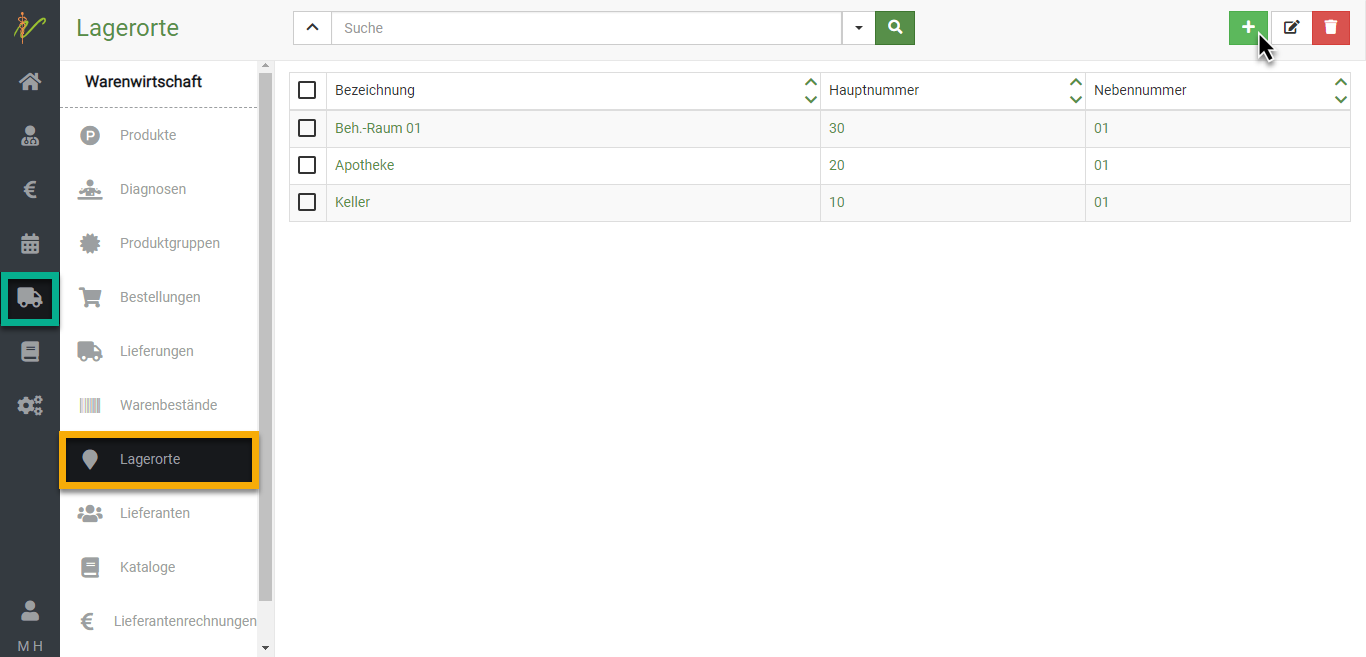 Lagerorte
Suche
Warenwirtschaft
Produkte
Diagnosen
Produktgruppen
Bestellungen
Lieferungen
Warenbestände
Lagerorte
Lieferanten
Kataloge
Lieferantenrechnungen
M H
Bezeichnung Hauptnummer Nebennummer
Beh.-Raum 01 30 01
Apotheke 20 01
Keller 10 01